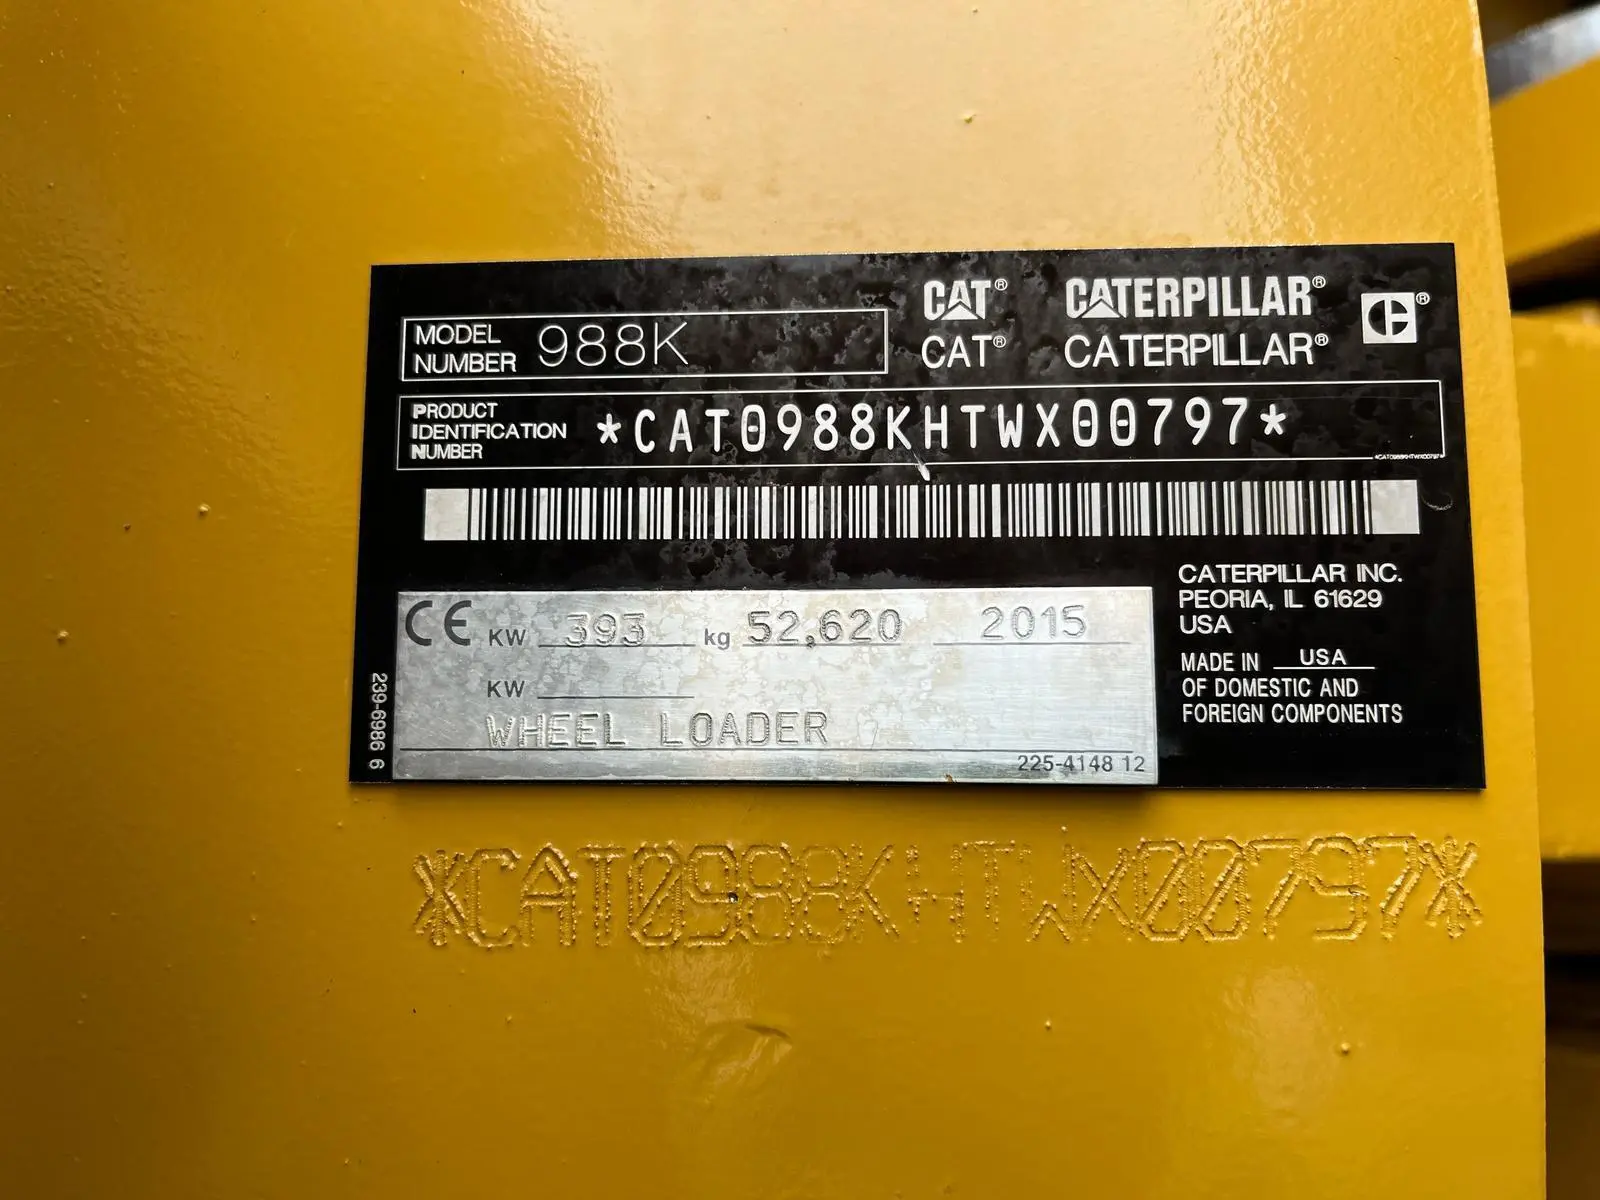 MODEL NUMBER 988K
CAT® CATERPILLAR®
CAT® CATERPILLAR®
PRODUCT
IDENTIFICATION
NUMBER
*CAT0988KHTWX00797*
*CAT0988KHTWX00797*
CE KW 393 kg 52,620 2015
KW
WHEEL LOADER
225-4148 12
239-6986 6
CATERPILLAR INC.
PEORIA, IL 61629
USA
MADE IN USA
OF DOMESTIC AND
FOREIGN COMPONENTS
*CAT0988KHTWX00797*